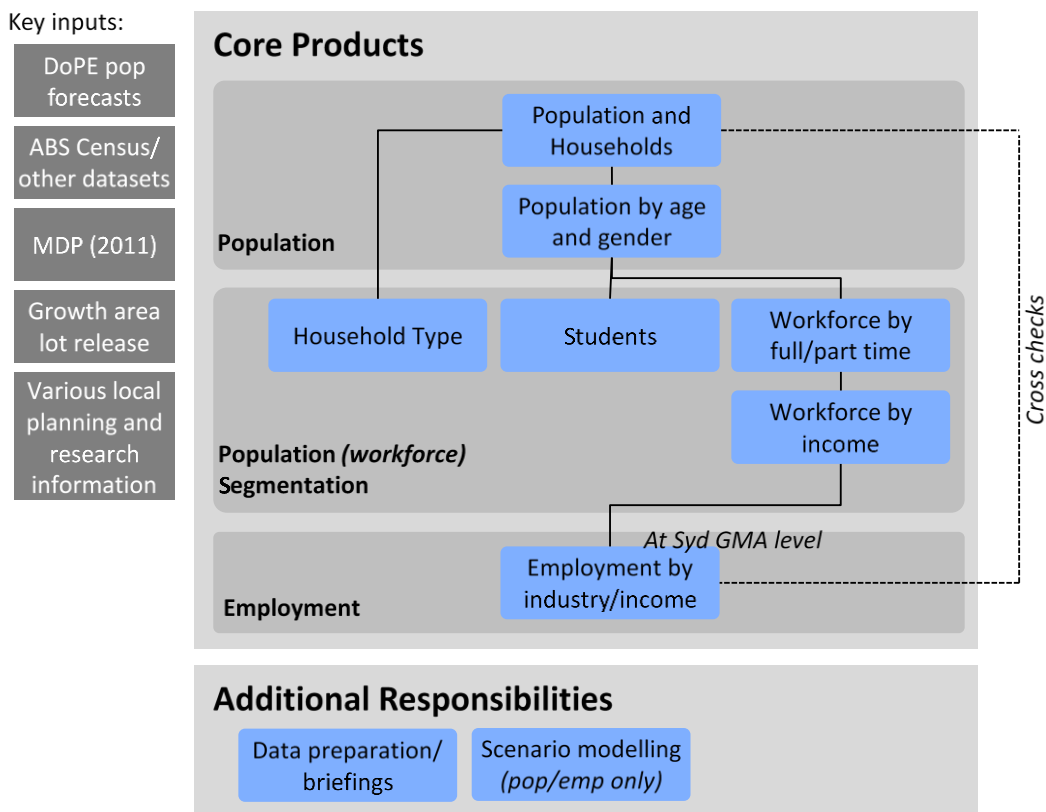 Key inputs:
DoPE pop
forecasts
ABS Census/
other datasets
MDP (2011)
Growth area
lot release
Various local
planning and
research
information
Core Products
Population and
Households
Population by age
and gender
Population
Household Type
Students
Workforce by
full/part time
Workforce by
income
Population (workforce)
Segmentation
At Syd GMA level
Employment by
industry/income
Employment
Cross checks
Additional Responsibilities
Data preparation/
briefings
Scenario modelling
(pop/emp only)